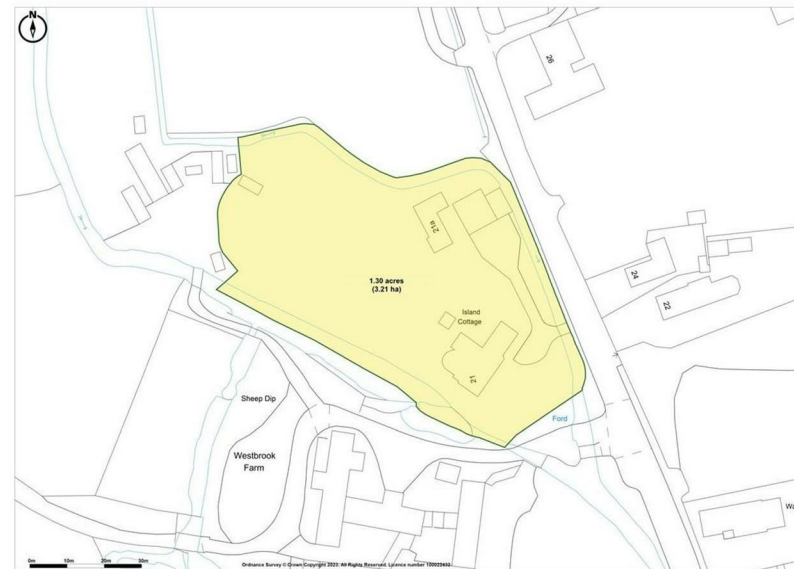 N
26
21a
1.30 acres
(3.21 ha)
24
22
Island
Cottage
21
Sheep Dip
Ford
Westbrook
Farm
Wa
0m 10m 20m 30m
Ordnance Survey © Crown Copyright 2023. All Rights Reserved. Licence number 100022432